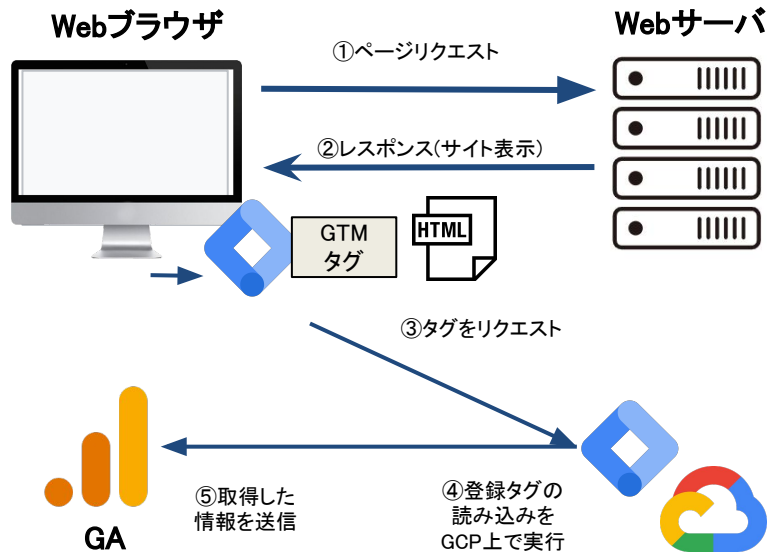 Webブラウザ
Webサーバ
①ページリクエスト
②レスポンス(サイト表示)
GTM
タグ
HTML
③タグをリクエスト
④登録タグの
読み込みを
GCP上で実行
⑤取得した
情報を送信
GA